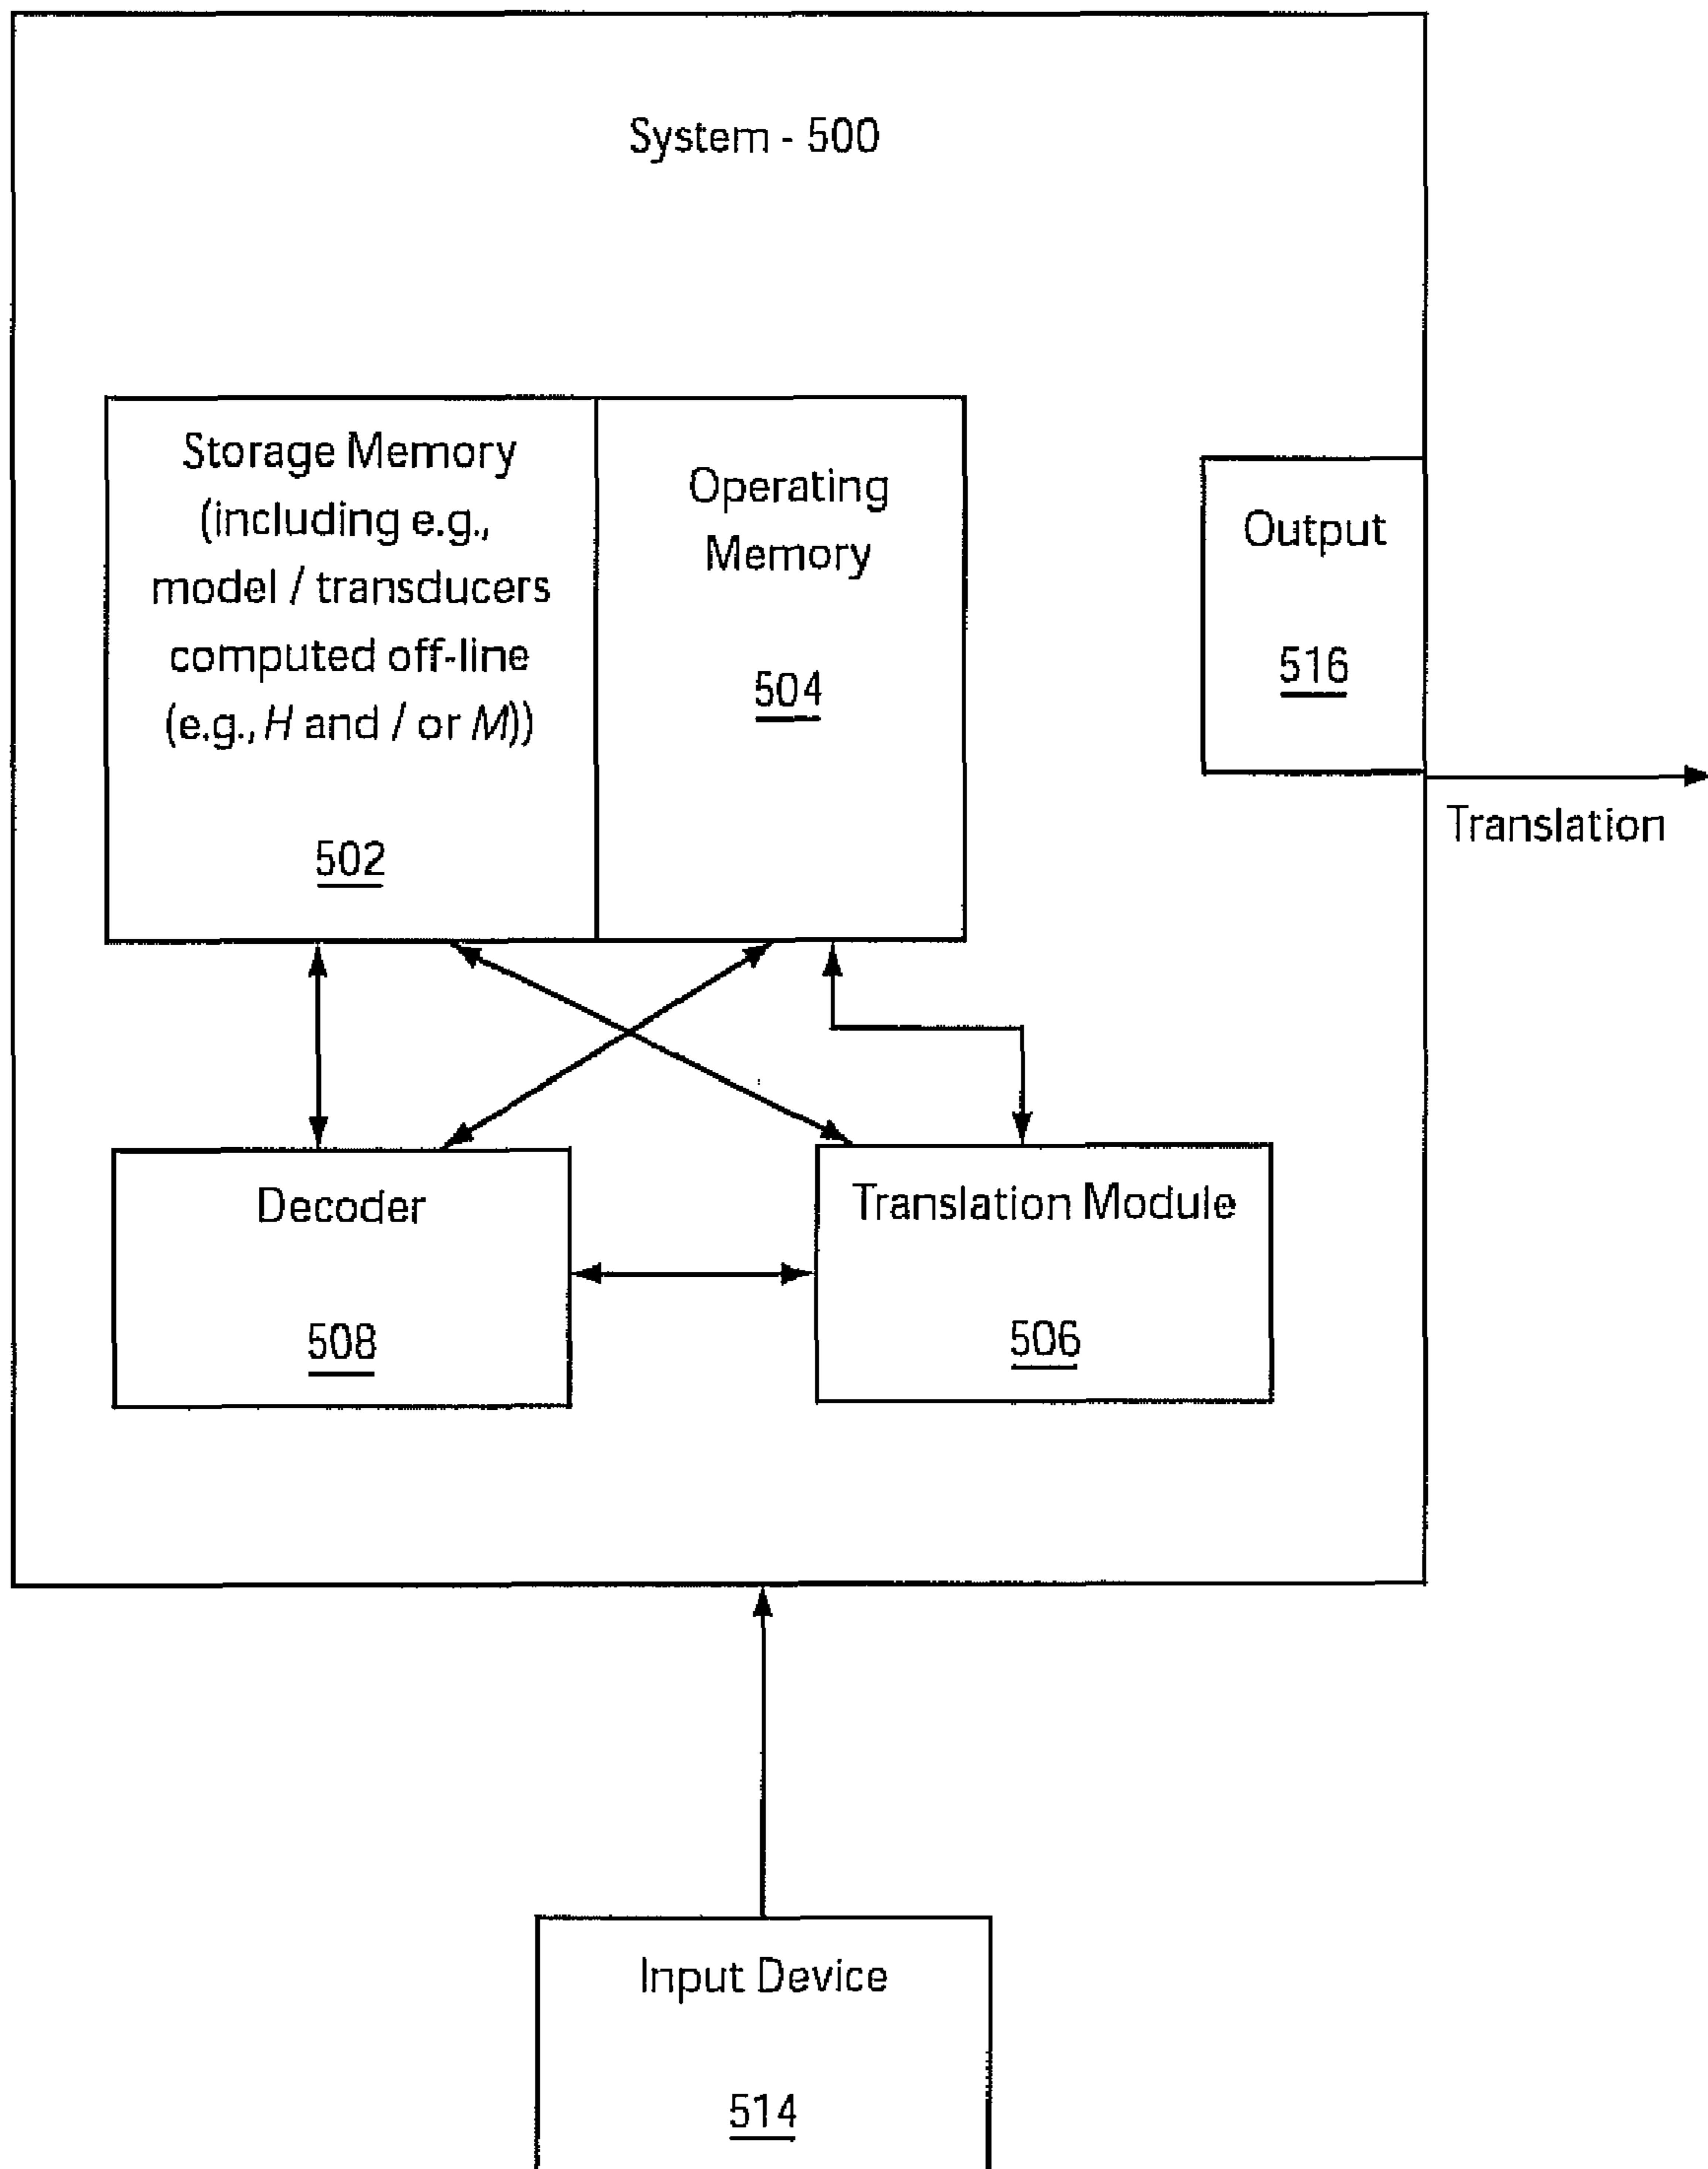 System - 500
Storage Memory
(including e.g.,
model / transducers
computed off-line
(e.g., H and / or M))
502
Operating
Memory
504
Output
516
Translation
Decoder
508
Translation Module
506
Input Device
514